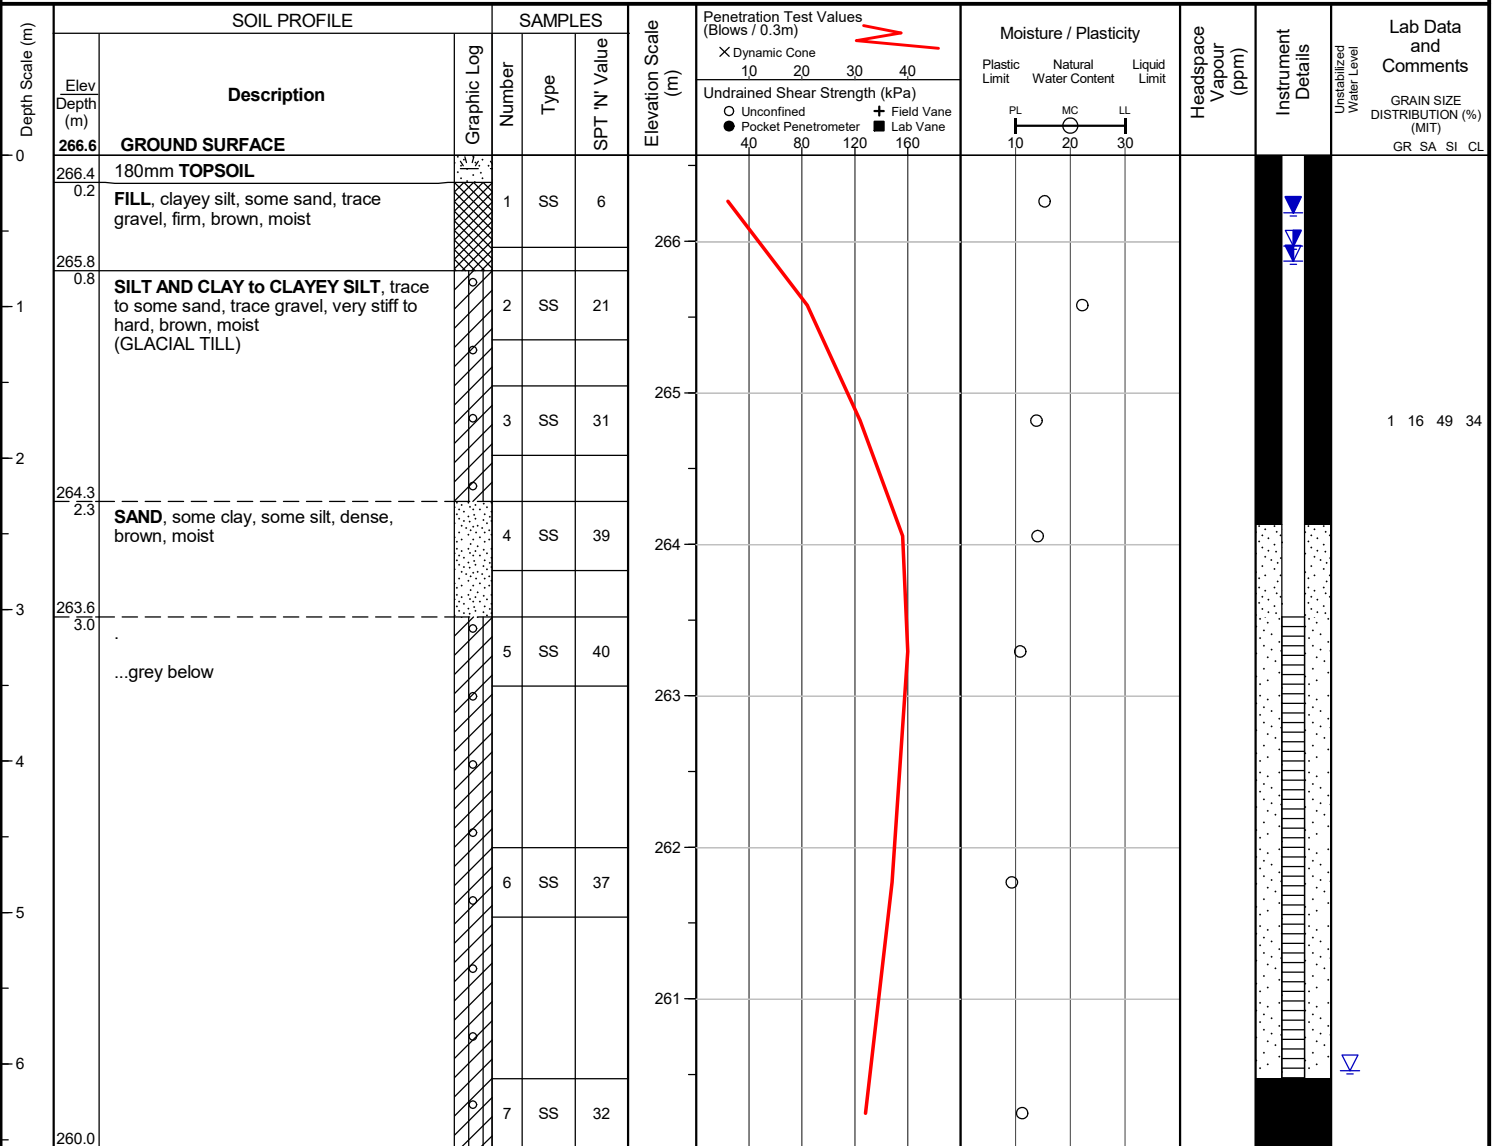 Depth Scale (m)
SOIL PROFILE
Elev
Depth
(m)
Description
266.6 GROUND SURFACE
Graphic Log
SAMPLES
Number
Type
SPT 'N' Value
Elevation Scale
(m)
Penetration Test Values
(Blows / 0.3m)
X Dynamic Cone
10 20 30 40
Undrained Shear Strength (kPa)
Unconfined
Field Vane
Pocket Penetrometer
Lab Vane
40 80 120 160
Moisture / Plasticity
Plastic
Limit
Natural
Water Content
Liquid
Limit
PL MC LL
10 20 30
Headspace
Vapour
(ppm)
Instrument
Details
Unstabilized
Water Level
Lab Data
and
Comments
GRAIN SIZE
DISTRIBUTION (%)
(MIT)
GR SA SI CL
0
266.4
0.2
180mm TOPSOIL
FILL, clayey silt, some sand, trace
gravel, firm, brown, moist
1 SS 6
266
265.8
0.8
SILT AND CLAY to CLAYEY SILT, trace
to some sand, trace gravel, very stiff to
hard, brown, moist
(GLACIAL TILL)
1
2 SS 21
265
3 SS 31
1 16 49 34
2
264.3
2.3
SAND, some clay, some silt, dense,
brown, moist
4 SS 39
264
3
263.6
3.0
.
...grey below
5 SS 40
263
4
262
6 SS 37
5
261
6
7 SS 32
260.0